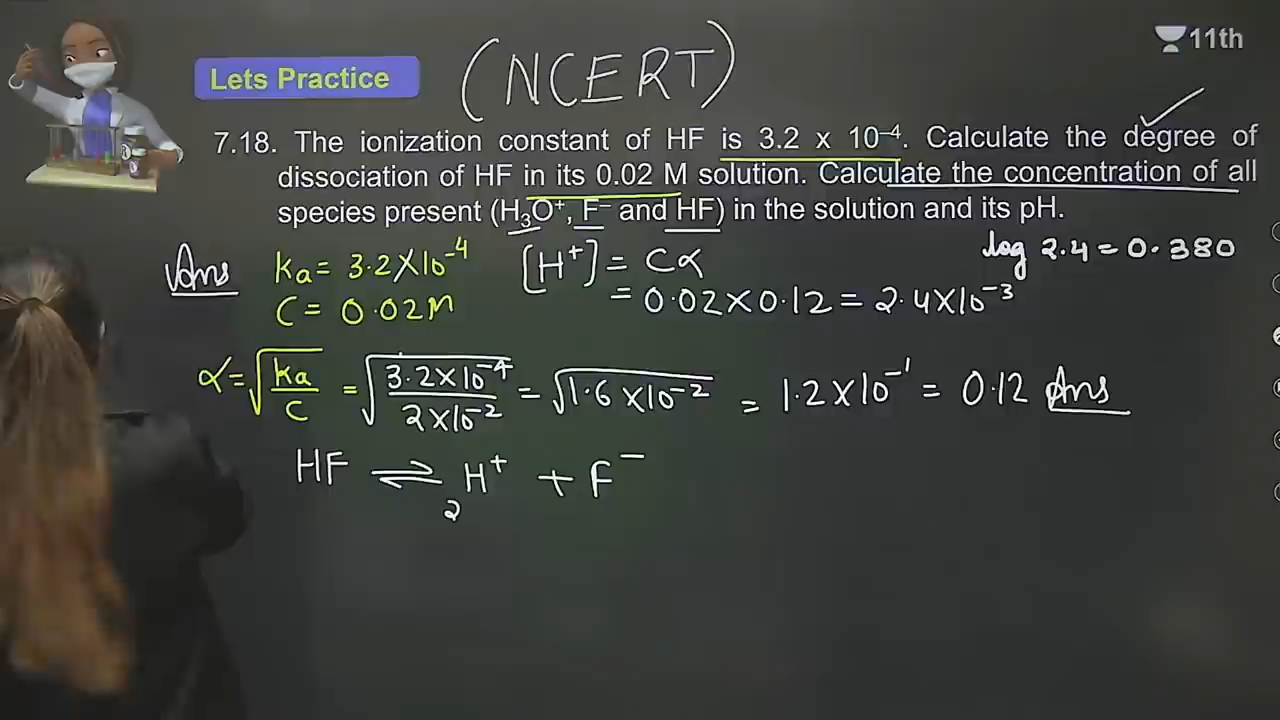 11th
Lets Practice
(NCERT)
7.18. The ionization constant of HF is 3.2 x 10⁻⁴. Calculate the degree of
dissociation of HF in its 0.02 M solution. Calculate the concentration of all
species present (H₃O⁺, F⁻ and HF) in the solution and its pH.
log 2.4 = 0.380
Ans ka = 3.2 X 10⁻⁴ [H⁺] = Cα
C = 0.02M = 0.02 X 0.12 = 2.4 X 10⁻³
α = √ka/C = √3.2 X 10⁻⁴/2 X 10⁻² = √1.6 X 10⁻² = 1.2 X 10⁻¹ = 0.12 Ans
HF ⇌ H⁺ + F⁻
2